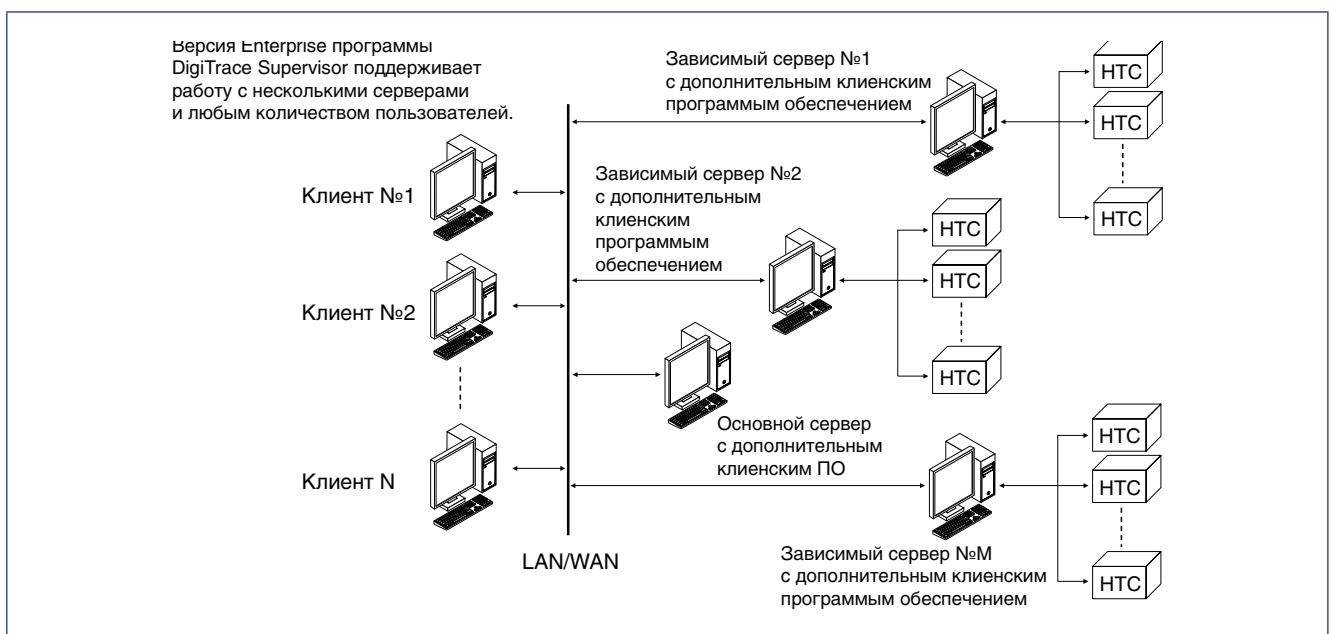 Версия Enterprise программы
DigiTrace Supervisor поддерживает
работу с несколькими серверами
и любым количеством пользователей.
Зависимый сервер №1
с дополнительным клиенским
программым обеспечением
HTC
HTC
HTC
Клиент №1
Зависимый сервер №2
с дополнительным
клиенским
программым
обеспечением
HTC
HTC
HTC
Клиент №2
Основной сервер
с дополнительным
клиенским ПО
Клиент N
HTC
HTC
HTC
LAN/WAN
Зависимый сервер №M
с дополнительным клиенским
программым обеспечением